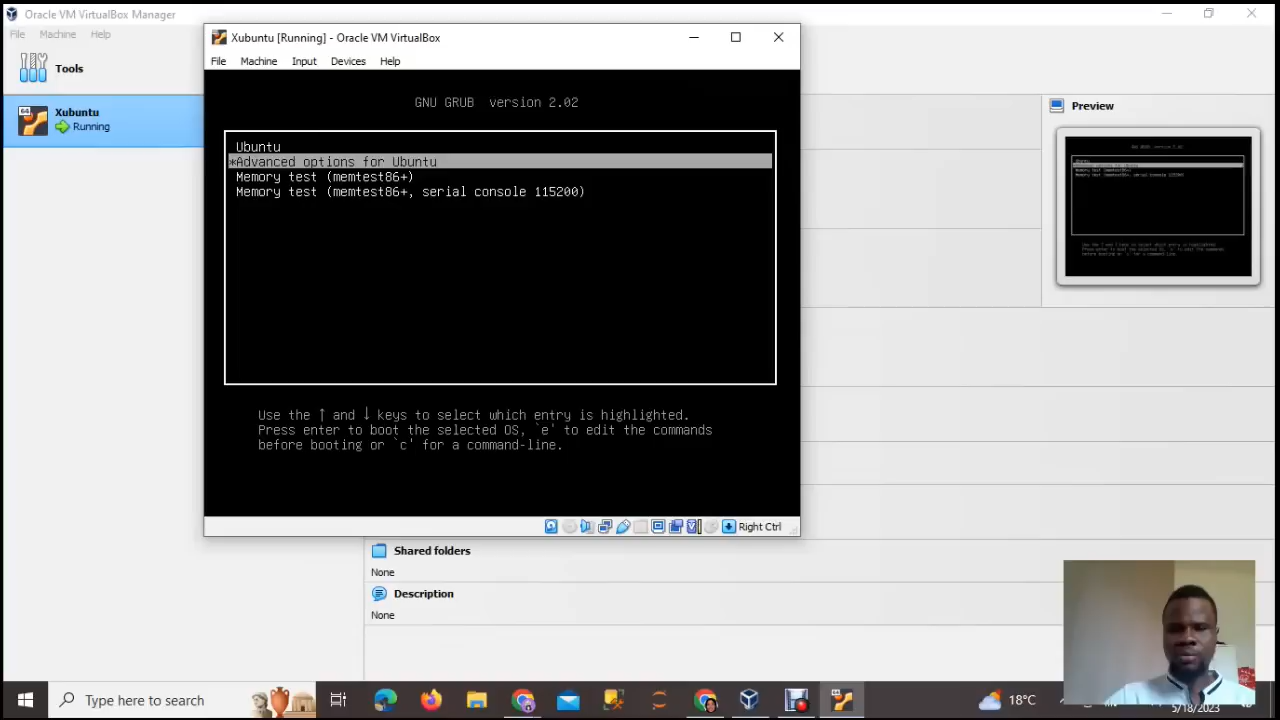 Oracle VM VirtualBox Manager
File Machine Help
Tools
64
Xubuntu
Running
Xubuntu [Running] - Oracle VM VirtualBox
File Machine Input Devices Help
GNU GRUB version 2.02
Ubuntu
*Advanced options for Ubuntu
Memory test (memtest86+)
Memory test (memtest86+, serial console 115200)
Use the ↑ and ↓ keys to select which entry is highlighted.
Press enter to boot the selected OS, `e' to edit the commands
before booting or `c' for a command-line.
Right Ctrl
Preview
Shared folders
None
Description
None
Type here to search
18°C
5/18/2023